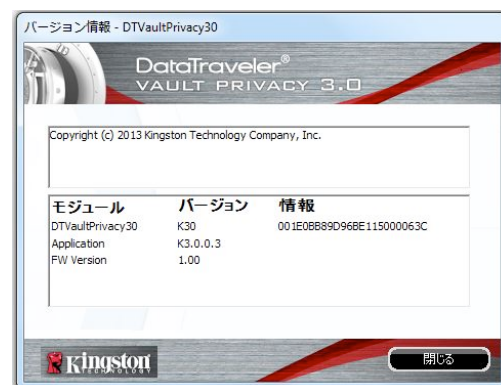 バージョン情報 - DTVaultPrivacy30
DataTraveler®
VAULT PRIVACY 3.0
Copyright (c) 2013 Kingston Technology Company, Inc.
モジュール バージョン 情報
DTVaultPrivacy30 K30 001E0BB89D96BE115000063C
Application K3.0.0.3
FW Version 1.00
Kingston 閉じる
TECHNOLOGY